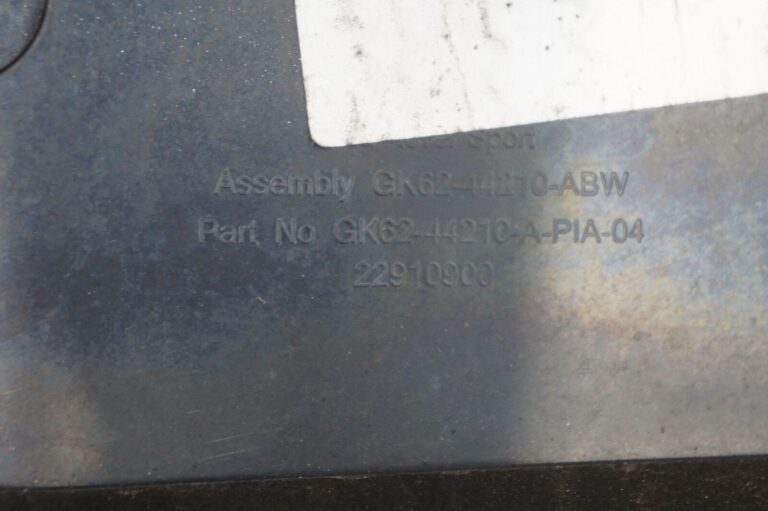 Sport
Assembly GK62-44210-ABW
Part No GK62-44210-A-PIA-04
22910900